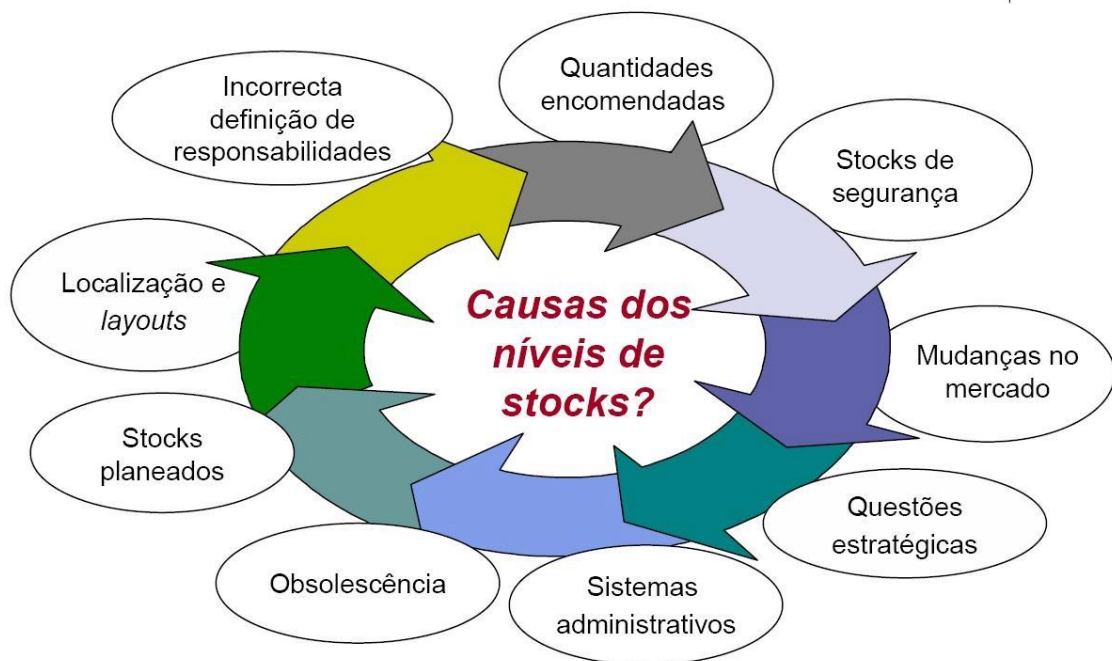 Quantidades
encomendadas
Stocks de
segurança
Mudanças no
mercado
Questões
estratégicas
Sistemas
administrativos
Obsolescência
Stocks
planeados
Localização e
layouts
Incorrecta
definição de
responsabilidades
Causas dos
níveis de
stocks?